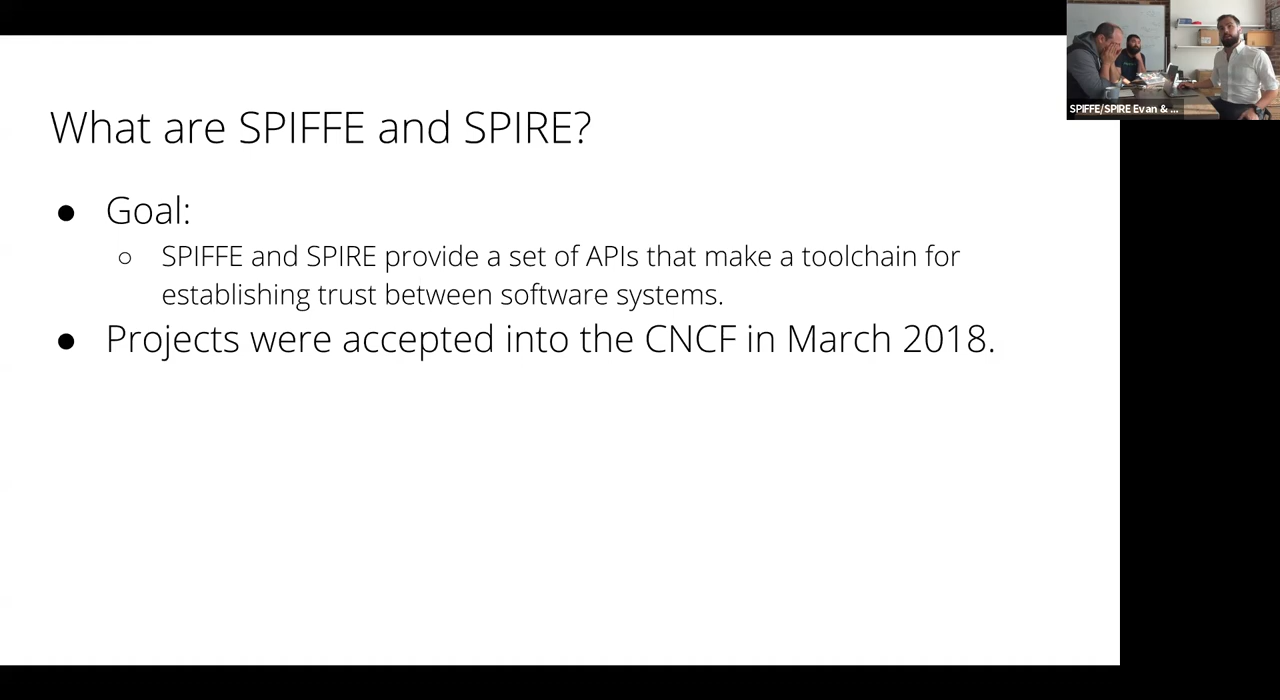 What are SPIFFE and SPIRE?
● Goal:
○ SPIFFE and SPIRE provide a set of APIs that make a toolchain for
establishing trust between software systems.
● Projects were accepted into the CNCF in March 2018.
SPIFFE/SPIRE Evan & ...